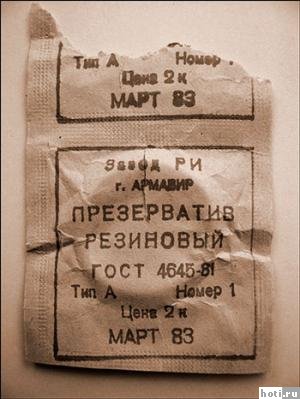 Тип А Номер 1
Цена 2 к
МАРТ 83
Завод РИ
г. АРМАВИР
ПРЕЗЕРВАТИВ
РЕЗИНОВЫЙ
ГОСТ 4645-81
Тип А Номер 1
Цена 2 к
МАРТ 83
hoti.ru